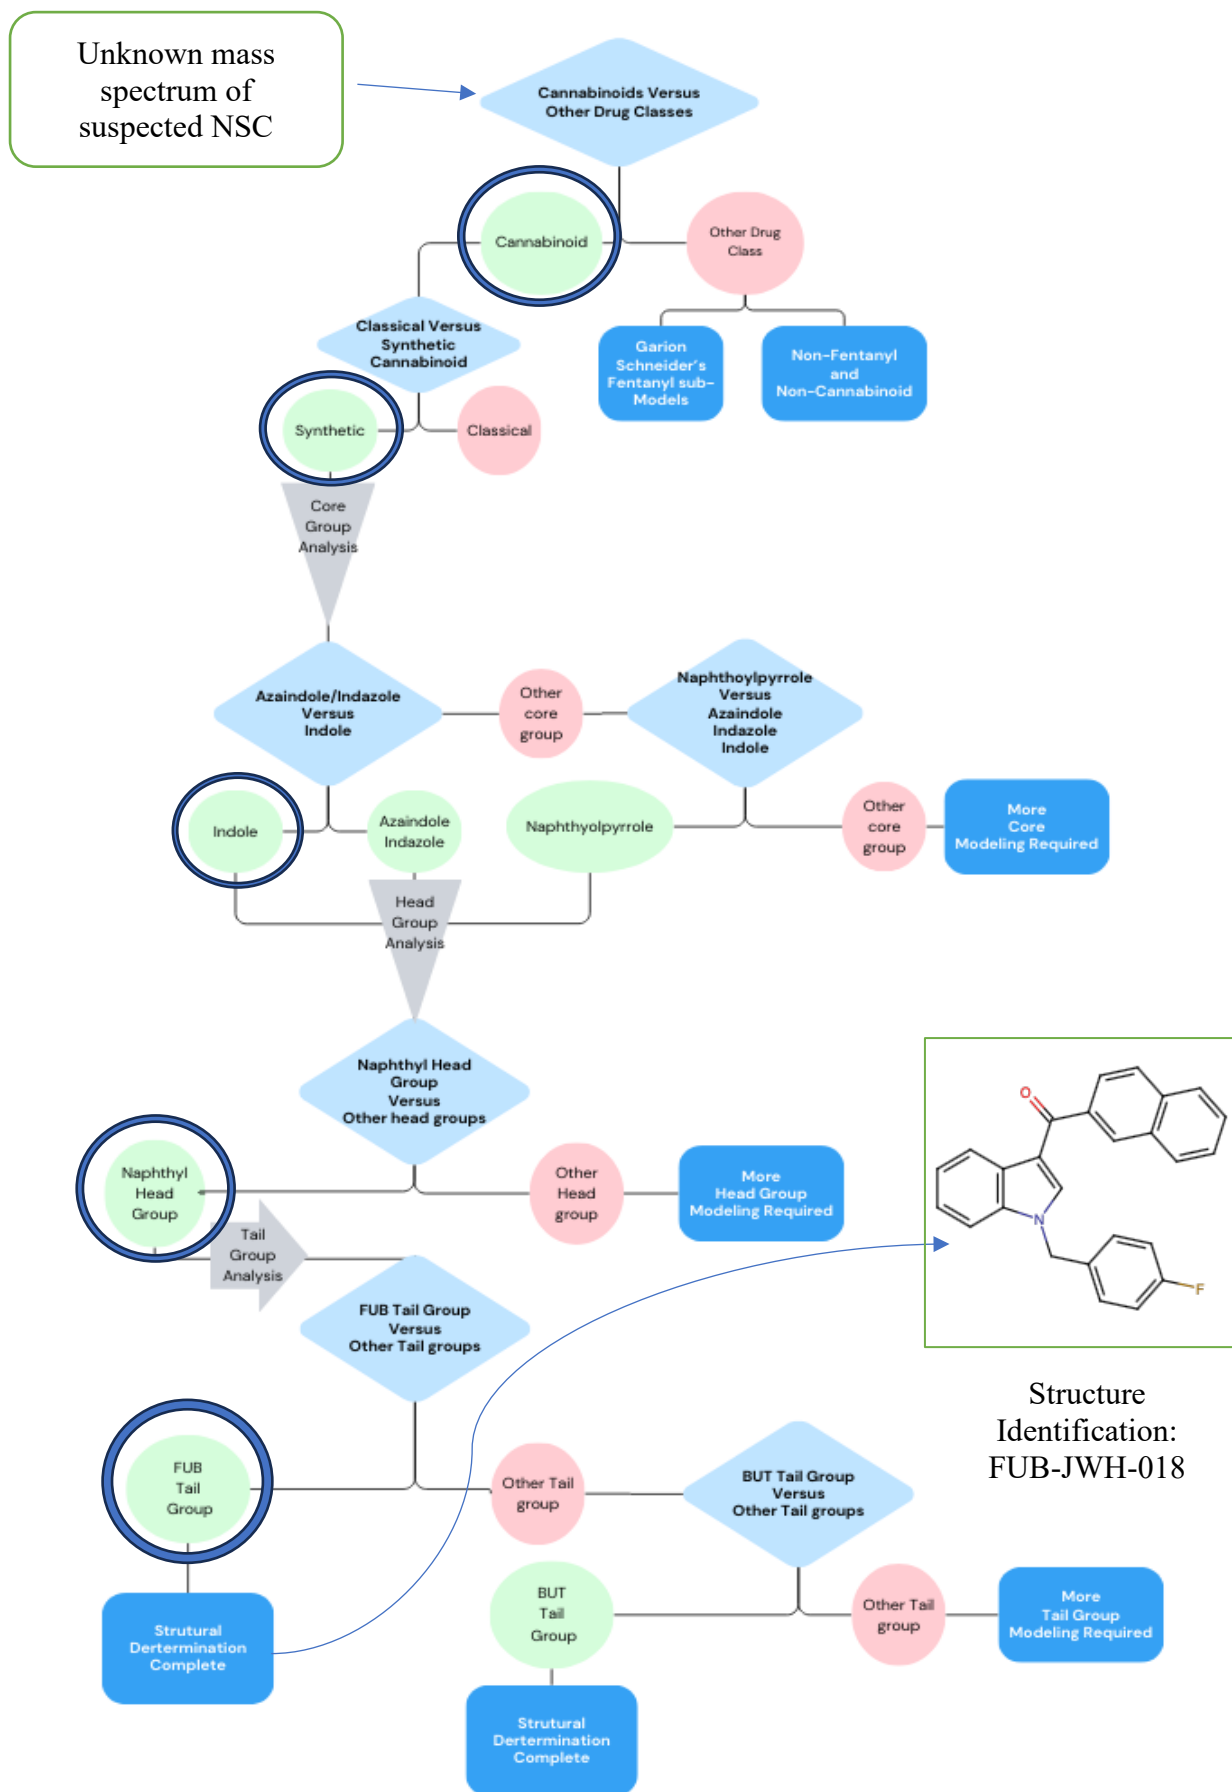 Unknown mass
spectrum of
suspected NSC
Cannabinoids Versus
Other Drug Classes
Cannabinoid
Other Drug
Class
Classical Versus
Synthetic
Cannabinoid
Garion
Schneider's
Fentanyl sub-
Models
Non-Fentanyl
and
Non-Cannabinoid
Synthetic
Classical
Core
Group
Analysis
Azaindole/Indazole
Versus
Indole
Other
core
group
Naphthoylpyrrole
Versus
Azaindole
Indazole
Indole
Indole
Azaindole
Indazole
Naphthyolpyrrole
Other
core
group
More
Core
Modeling Required
Head
Group
Analysis
Naphthyl Head
Group
Versus
Other head groups
Naphthyl
Head
Group
Other
Head
group
More
Head Group
Modeling Required
O
N
F
Tail
Group
Analysis
FUB Tail Group
Versus
Other Tail groups
Structure
Identification:
FUB-JWH-018
FUB
Tail
Group
Other Tail
group
BUT Tail Group
Versus
Other Tail groups
Strutural
Dertermination
Complete
BUT
Tail
Group
Other Tail
group
More
Tail Group
Modeling Required
Strutural
Dertermination
Complete